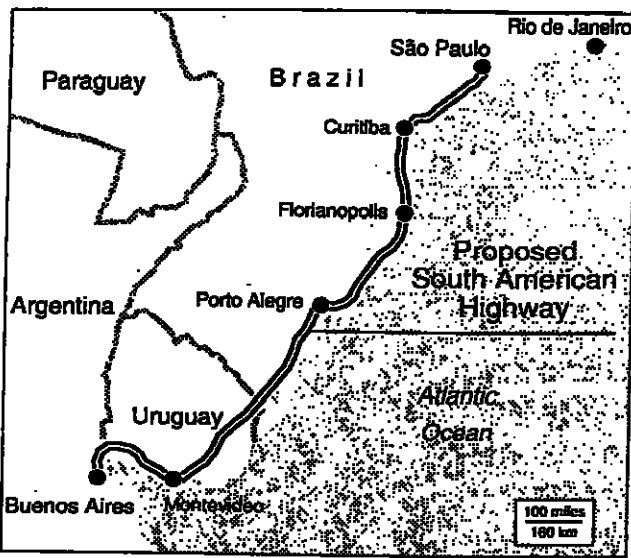 Rio de Janeiro
São Paulo
Paraguay
Brazil
Curitiba
Florianopolis
Proposed
South American
Highway
Porto Alegre
Argentina
Atlantic
Ocean
Uruguay
Buenos Aires
Montevideo
100 miles
160 km